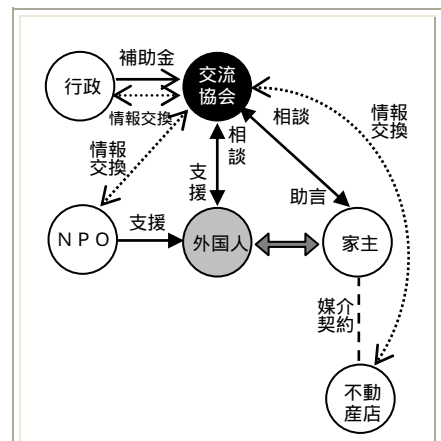 補助金
行政
交流
協会
情報交換
相談
情報
交換
情報
交換
相談
支援
助言
NPO
支援
外国人
家主
媒介
契約
不動
産店